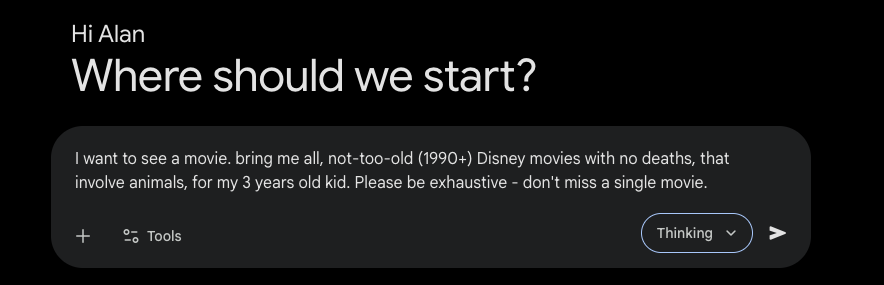 Hi Alan
Where should we start?
I want to see a movie. bring me all, not-too-old (1990+) Disney movies with no deaths, that
involve animals, for my 3 years old kid. Please be exhaustive - don't miss a single movie.
Tools
Thinking